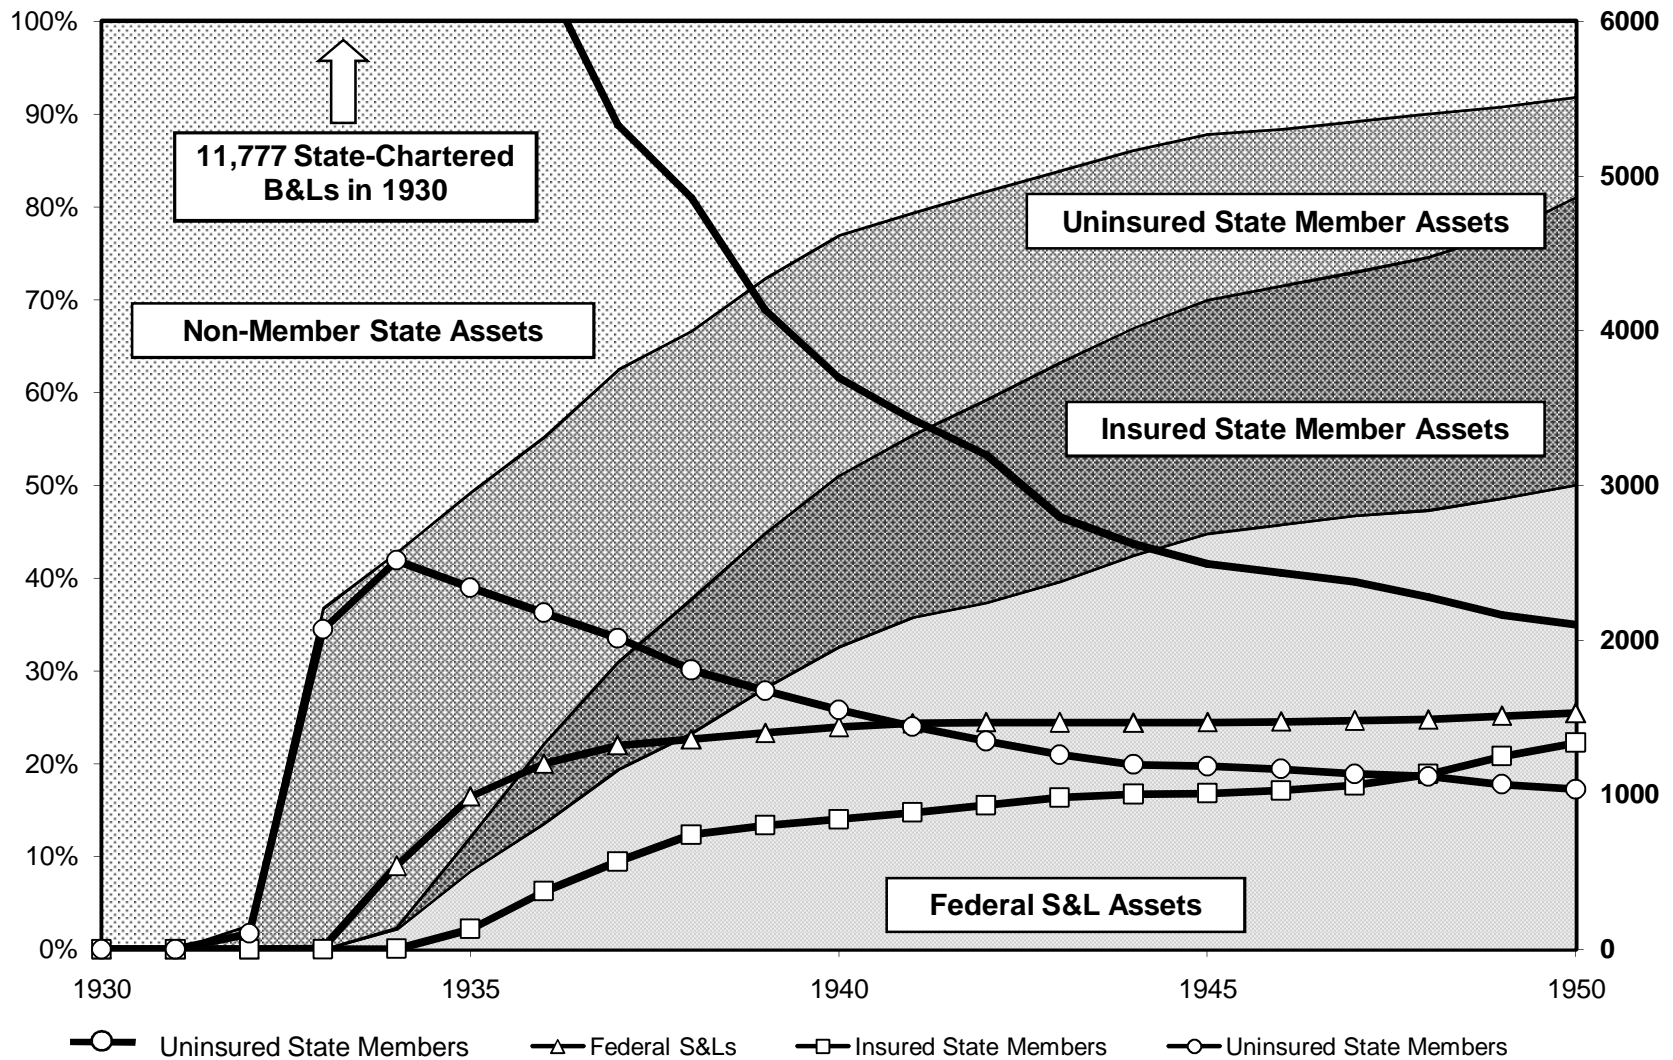 100%
90%
80%
70%
60%
50%
40%
30%
20%
10%
0%
6000
5000
4000
3000
2000
1000
0
11,777 State-Chartered
B&Ls in 1930
Uninsured State Member Assets
Non-Member State Assets
Insured State Member Assets
Federal S&L Assets
1930
1935
1940
1945
1950
Uninsured State Members
Federal S&Ls
Insured State Members
Uninsured State Members